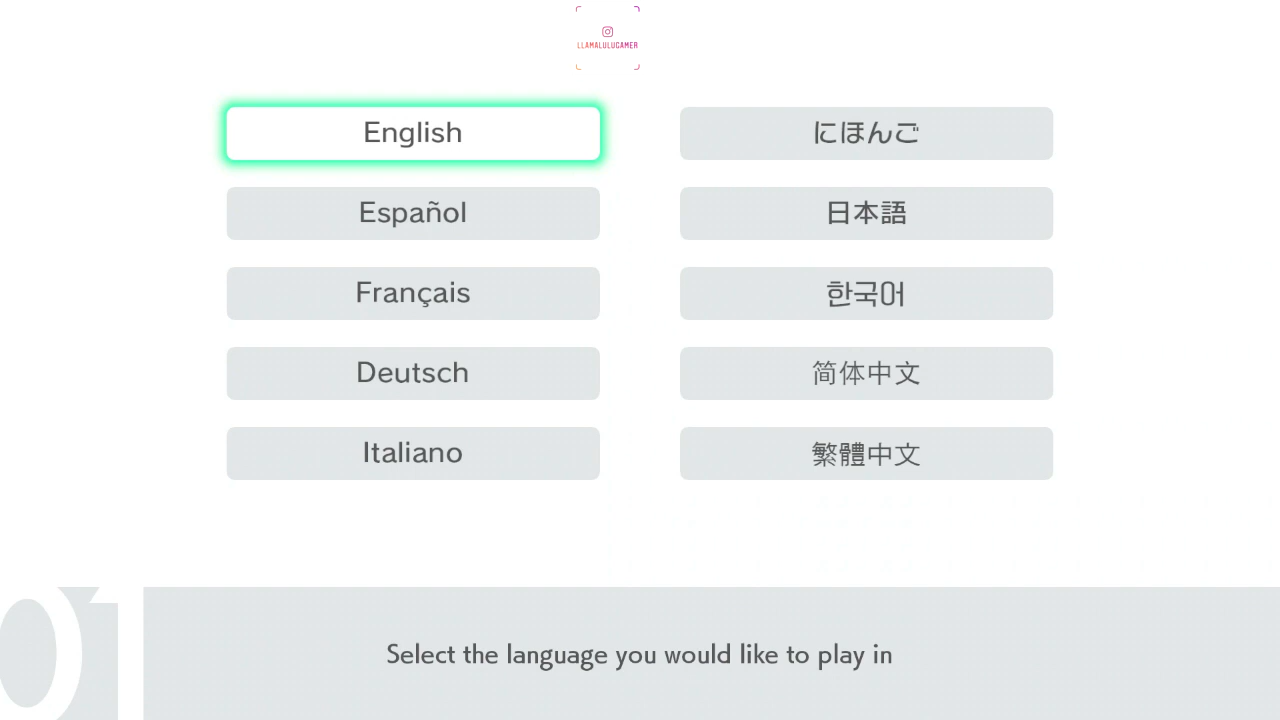 LLAMALULUGAMER
English
Español
Français
Deutsch
Italiano
にほんご
日本語
한국어
简体中文
繁體中文
01
Select the language you would like to play in